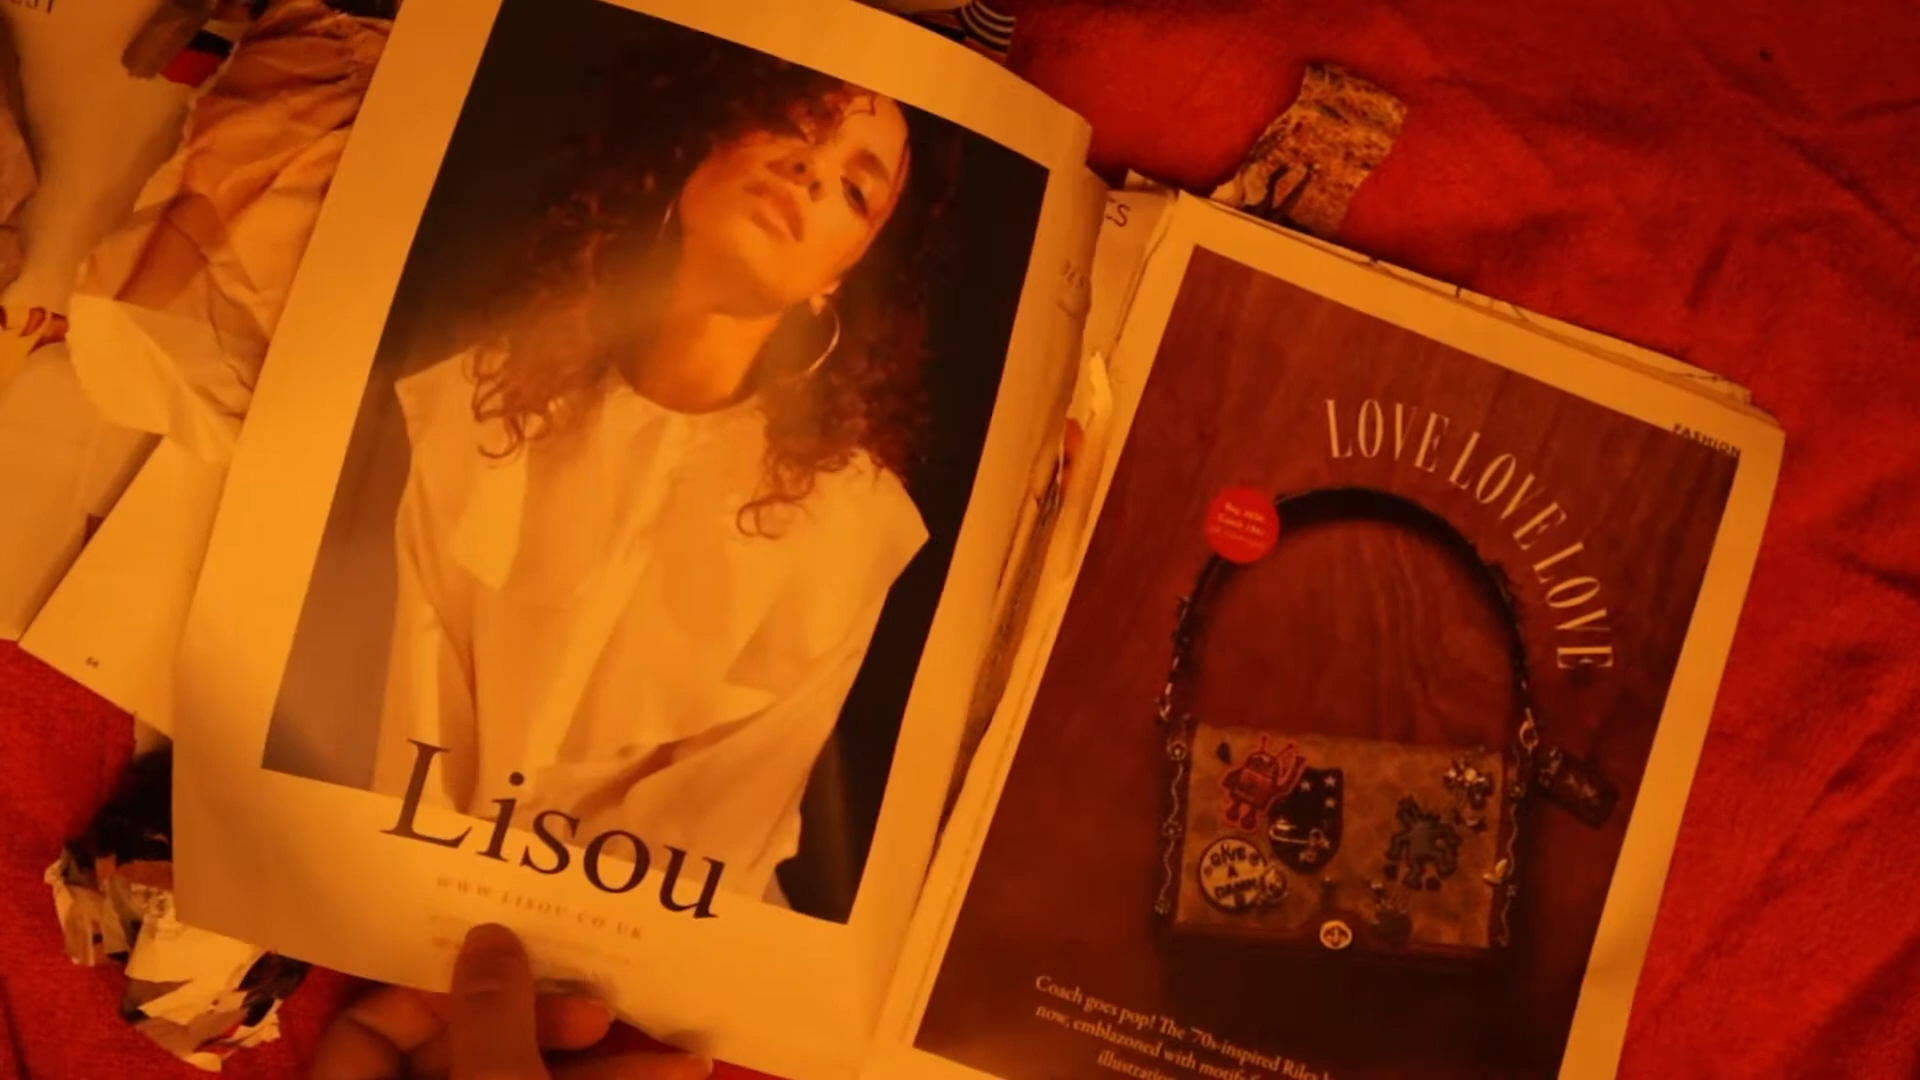 64
Lisou
WWW.LISOU.CO.UK
FASHION
LOVE LOVE LOVE
GIVE
A
DAMN
Coach goes pop! The '70s-inspired Riley
now, emblazoned with motifs